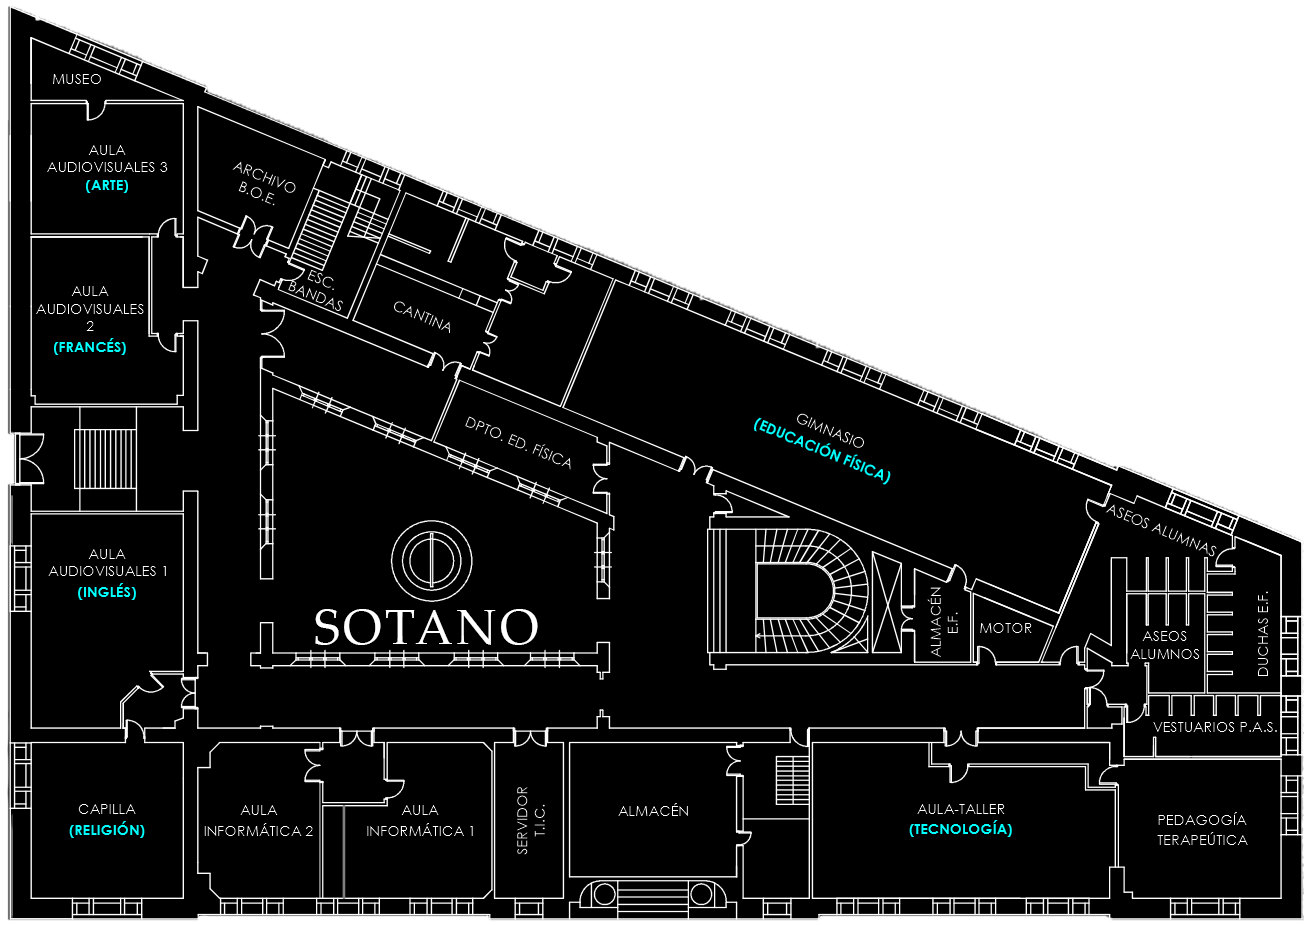 MUSEO
AULA
AUDIOVISUALES 3
(ARTE)
ARCHIVO
B.O.E.
AULA
AUDIOVISUALES
2
(FRANCÉS)
ESC.
BANDAS
CANTINA
DPTO. ED. FÍSICA
GIMNASIO
(EDUCACIÓN FÍSICA)
ASEOS ALUMNAS
AULA
AUDIOVISUALES 1
(INGLÉS)
SOTANO
ALMACÉN
E.F.
MOTOR
ASEOS
ALUMNOS
DUCHAS E.F.
VESTUARIOS P.A.S.
CAPILLA
(RELIGIÓN)
AULA
INFORMÁTICA 2
AULA
INFORMÁTICA 1
SERVIDOR
T.I.C.
ALMACÉN
AULA-TALLER
(TECNOLOGÍA)
PEDAGOGÍA
TERAPEÚTICA